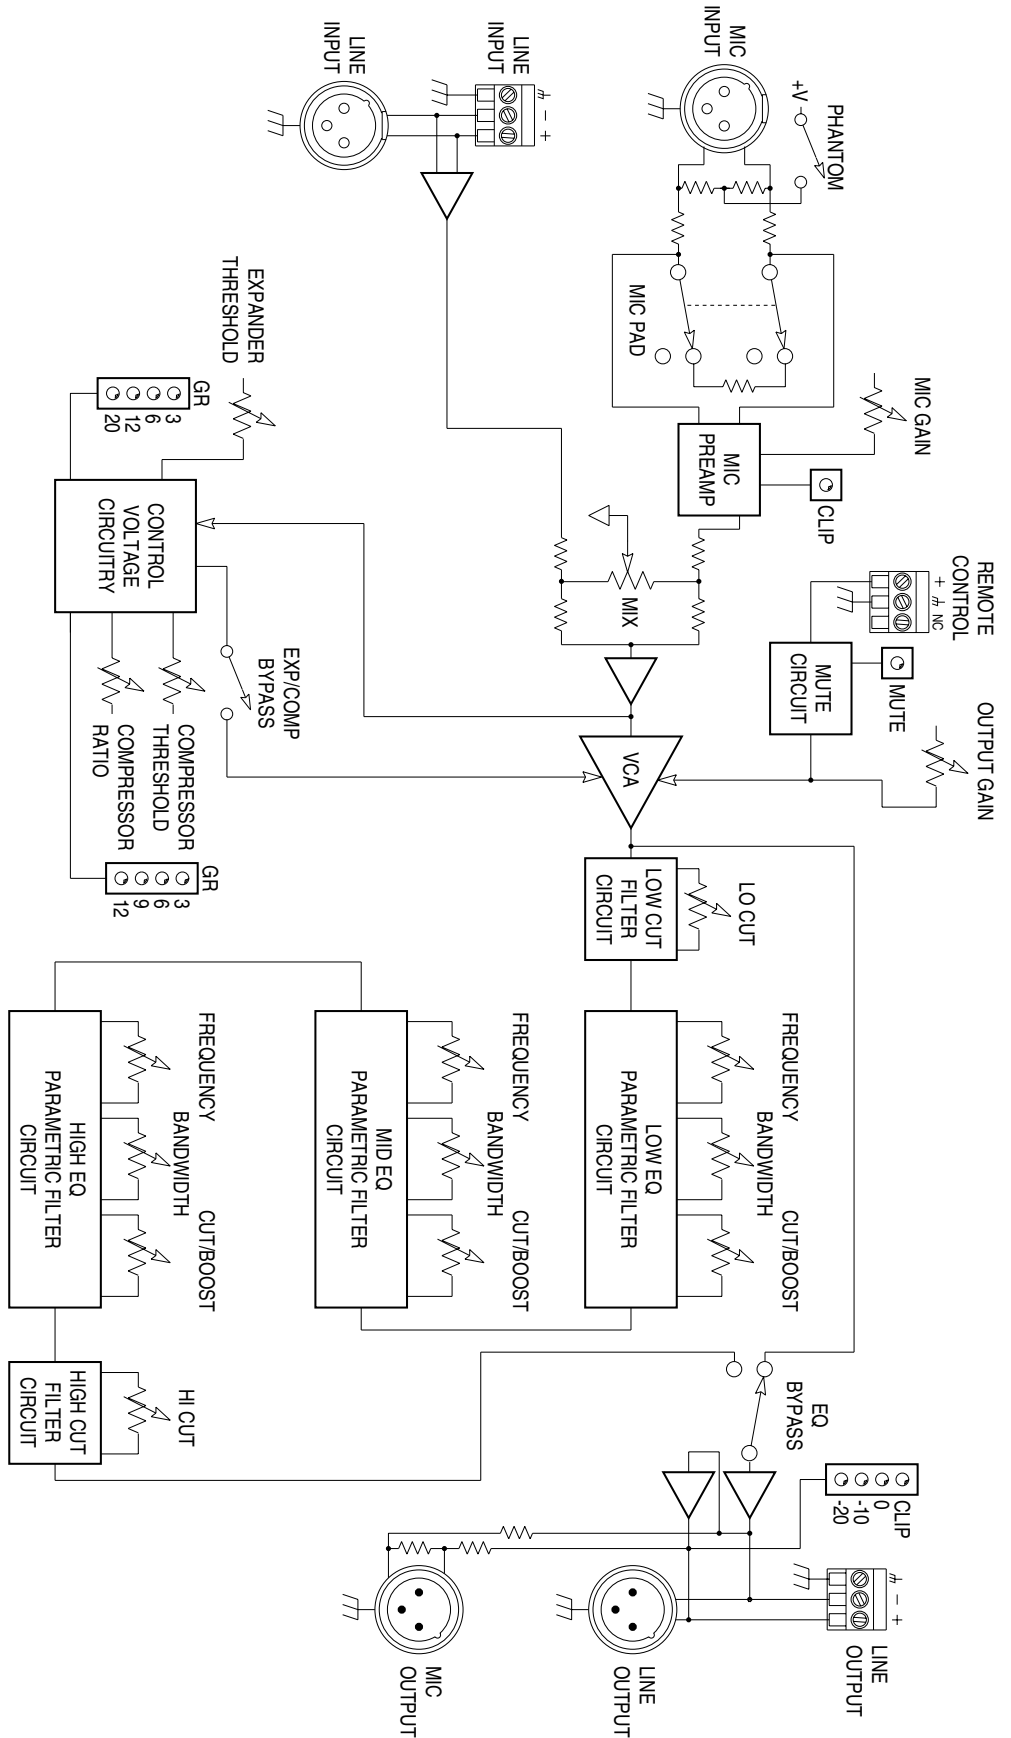 MIC
INPUT
+V
PHANTOM
MIC PAD
MIC GAIN
MIC
PREAMP
CLIP
LINE
INPUT
LINE
INPUT
− +
MIX
REMOTE
CONTROL
+ NC
MUTE
CIRCUIT
MUTE
OUTPUT GAIN
VCA
EXPANDER
THRESHOLD
GR
3
6
12
20
CONTROL
VOLTAGE
CIRCUITRY
EXP/COMP
BYPASS
COMPRESSOR
THRESHOLD
COMPRESSOR
RATIO
GR
3
6
9
12
LO CUT
LOW CUT
FILTER
CIRCUIT
FREQUENCY
BANDWIDTH
CUT/BOOST
LOW EQ
PARAMETRIC FILTER
CIRCUIT
FREQUENCY
BANDWIDTH
CUT/BOOST
MID EQ
PARAMETRIC FILTER
CIRCUIT
FREQUENCY
BANDWIDTH
CUT/BOOST
HIGH EQ
PARAMETRIC FILTER
CIRCUIT
HI CUT
HIGH CUT
FILTER
CIRCUIT
EQ
BYPASS
CLIP
0
-10
-20
− +
LINE
OUTPUT
LINE
OUTPUT
MIC
OUTPUT